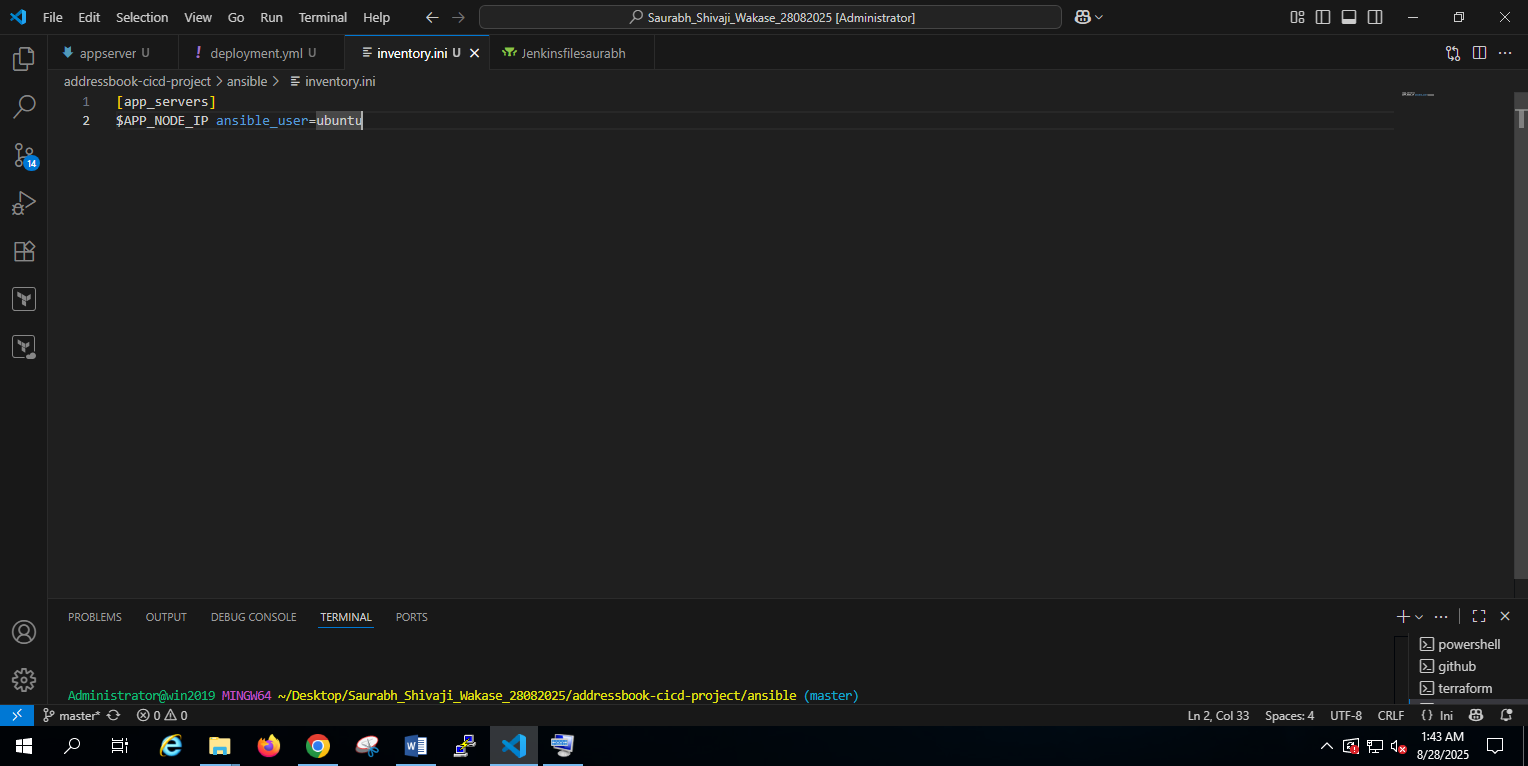 File Edit Selection View Go Run Terminal Help
Saurabh_Shivaji_Wakase_28082025 [Administrator]
appserver U
! deployment.yml U
inventory.ini U
Jenkinsfilesaurabh
addressbook-cicd-project > ansible > inventory.ini
1 [app_servers]
2 $APP_NODE_IP ansible_user=ubuntu
14
PROBLEMS OUTPUT DEBUG CONSOLE TERMINAL PORTS
powershell
github
terraform
Administrator@win2019 MINGW64 ~/Desktop/Saurabh_Shivaji_Wakase_28082025/addressbook-cicd-project/ansible (master)
master* 0 0 Ln 2, Col 33 Spaces: 4 UTF-8 CRLF {} Ini
1:43 AM
8/28/2025